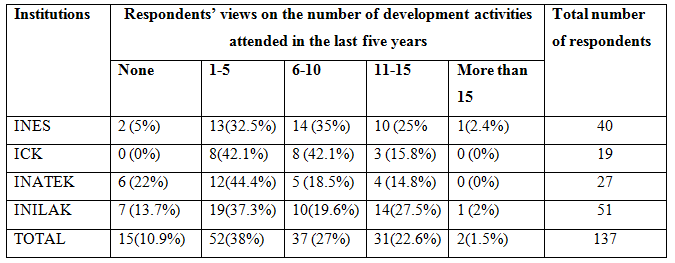 Institutions Respondents' views on the number of development activities Total number
attended in the last five years of respondents
None 1-5 6-10 11-15 More than
15
INES 2 (5%) 13(32.5%) 14 (35%) 10 (25% 1(2.4%) 40
ICK 0 (0%) 8(42.1%) 8 (42.1%) 3 (15.8%) 0 (0%) 19
INATEK 6 (22%) 12(44.4%) 5 (18.5%) 4 (14.8%) 0 (0%) 27
INILAK 7 (13.7%) 19(37.3%) 10(19.6%) 14(27.5%) 1 (2%) 51
TOTAL 15(10.9%) 52(38%) 37 (27%) 31(22.6%) 2(1.5%) 137